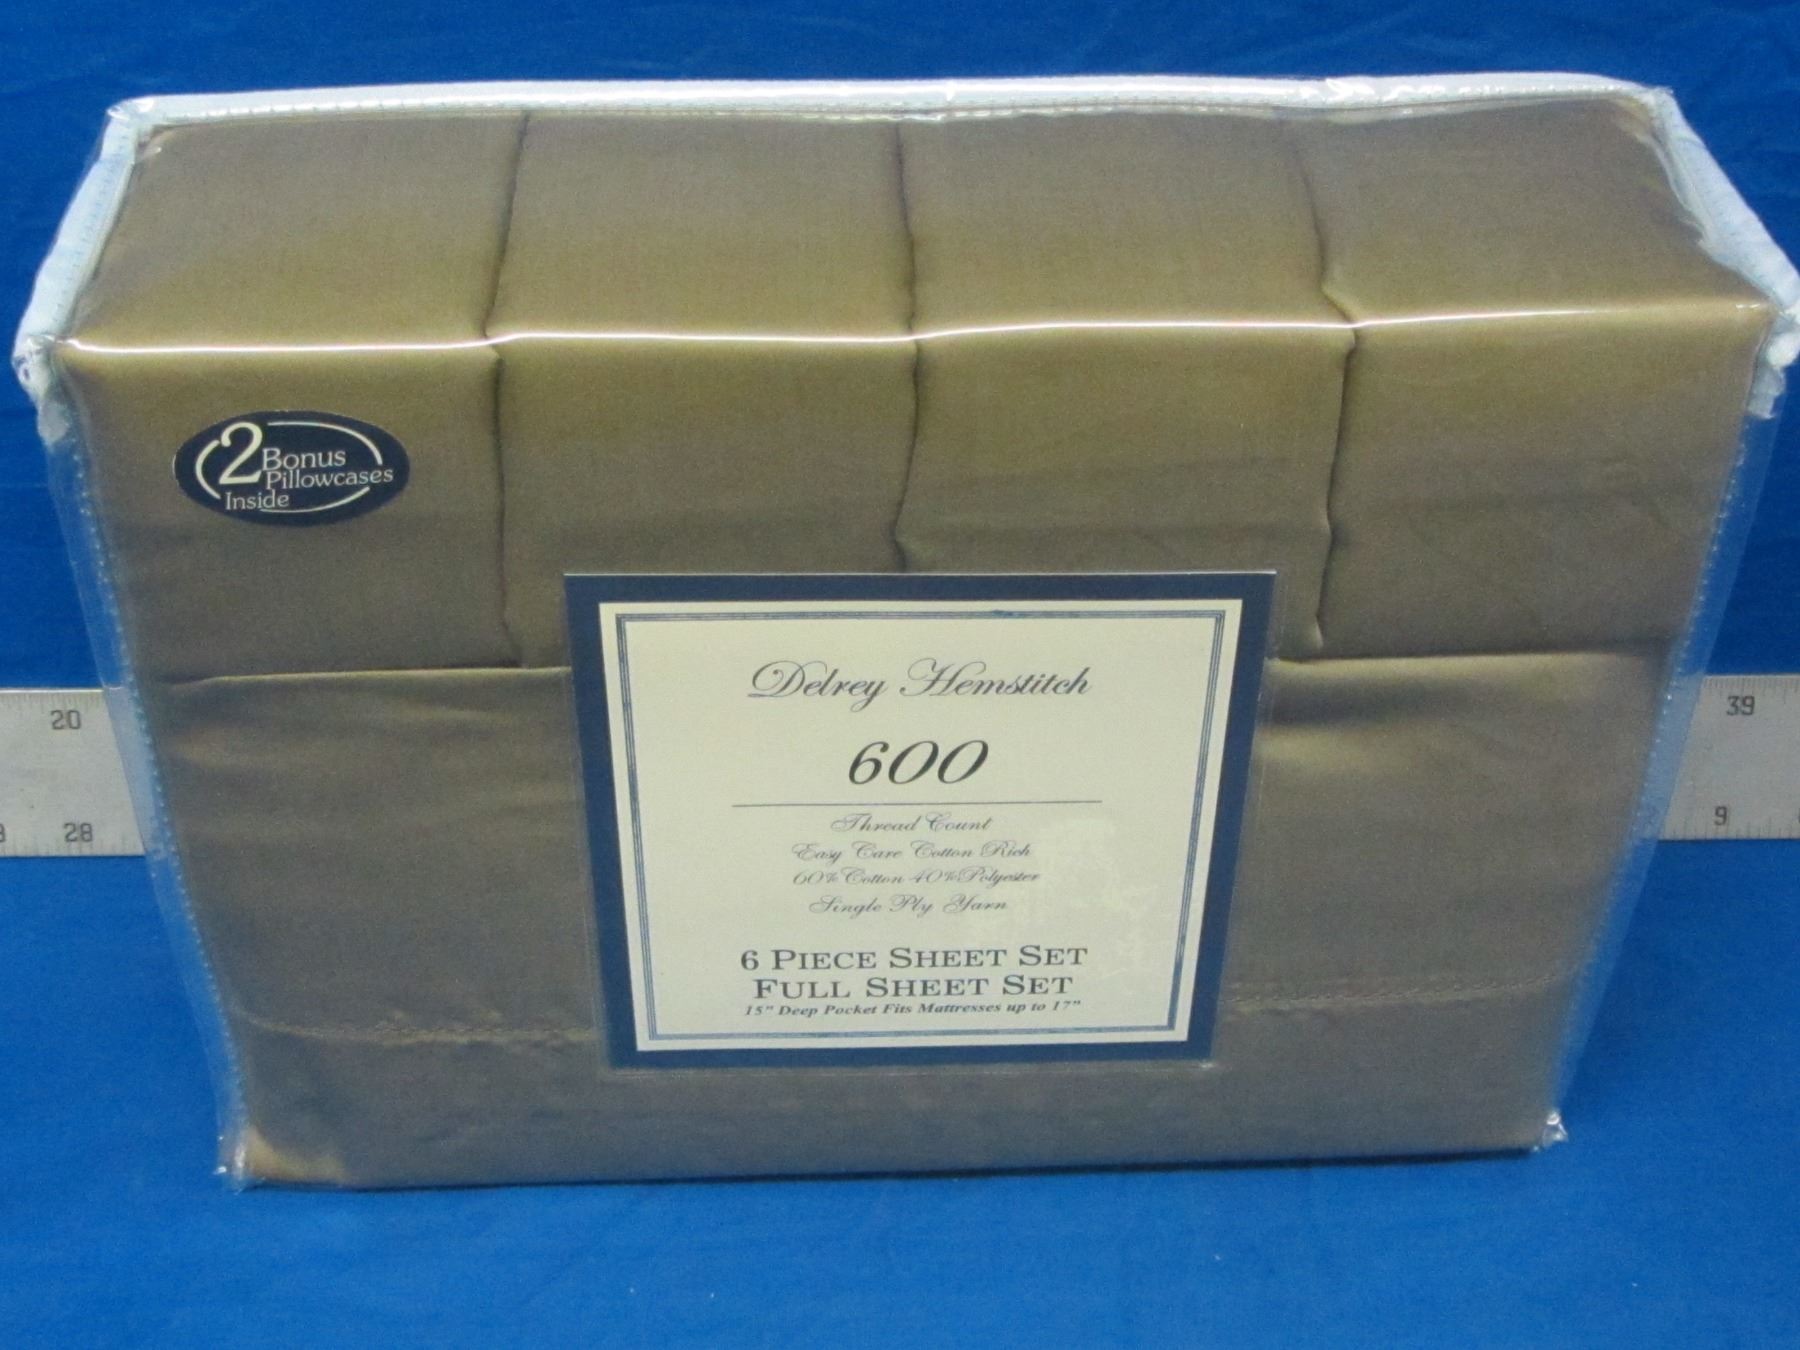 2 Bonus
Pillowcases
Inside
Delrey Hemstitch
600
Thread Count
Easy Care Cotton Rich
60% Cotton 40% Polyester
Single Ply Yarn
6 PIECE SHEET SET
FULL SHEET SET
15" Deep Pocket Fits Mattresses up to 17"
20
28
39
9